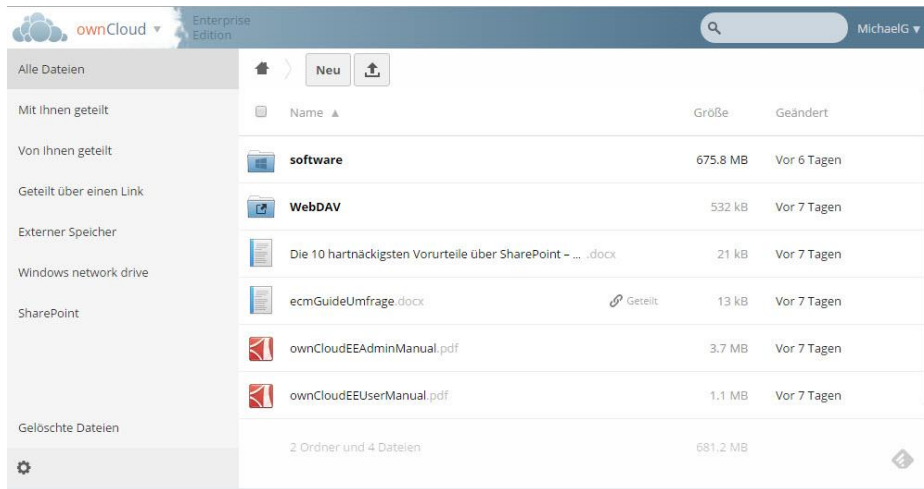 ownCloud ▾
Enterprise
Edition
MichaelG ▾
Alle Dateien
Mit Ihnen geteilt
Von Ihnen geteilt
Geteilt über einen Link
Externer Speicher
Windows network drive
SharePoint
Gelöschte Dateien
Neu
Name ▲ Größe Geändert
software 675.8 MB Vor 6 Tagen
WebDAV 532 kB Vor 7 Tagen
Die 10 hartnäckigsten Vorurteile über SharePoint – ... .docx 21 kB Vor 7 Tagen
ecmGuideUmfrage.docx Geteilt 13 kB Vor 7 Tagen
ownCloudEEAdminManual.pdf 3.7 MB Vor 7 Tagen
ownCloudEEUserManual.pdf 1.1 MB Vor 7 Tagen
2 Ordner und 4 Dateien 681.2 MB